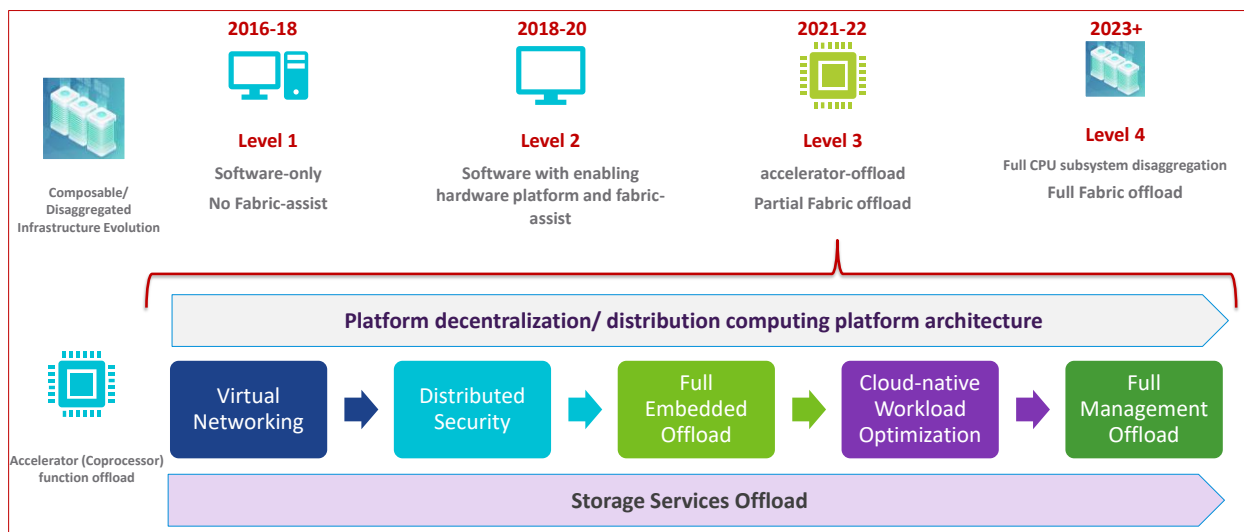 2016-18
2018-20
2021-22
2023+
Level 1
Level 2
Level 3
Level 4
Software-only
No Fabric-assist
Software with enabling
hardware platform and fabric-
assist
accelerator-offload
Partial Fabric offload
Full CPU subsystem disaggregation
Full Fabric offload
Composable/
Disaggregated
Infrastructure Evolution
Platform decentralization/ distribution computing platform architecture
Virtual
Networking
Distributed
Security
Full
Embedded
Offload
Cloud-native
Workload
Optimization
Full
Management
Offload
Accelerator (Coprocessor)
function offload
Storage Services Offload